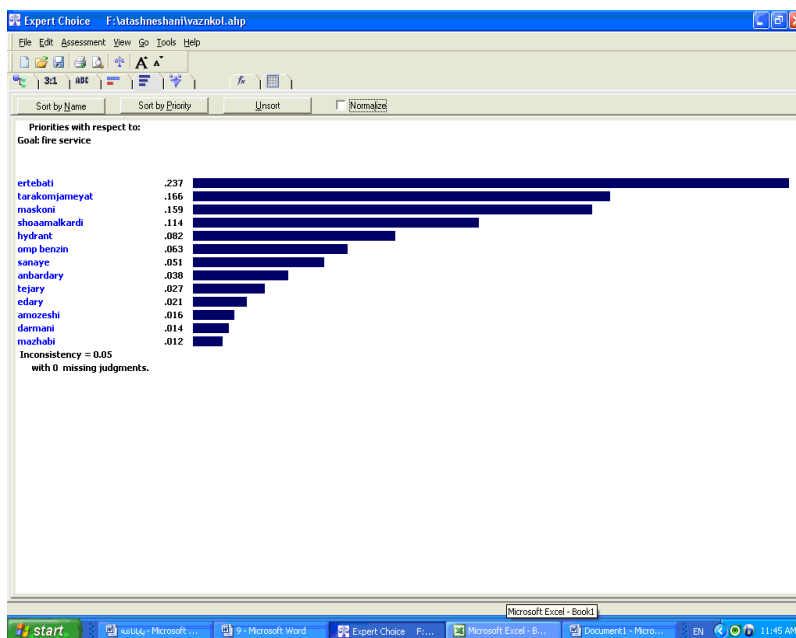 Expert Choice F:\atashneshani\vaznkol.ahp
File Edit Assessment View Go Tools Help
3:1 ABC fx
Sort by Name Sort by Priority Unsort Normalize
Priorities with respect to:
Goal: fire service
ertebati .237
tarakomjameyat .166
maskoni .159
shoaamalkardi .114
hydrant .082
omp benzin .063
sanaye .051
anbardary .038
tejary .027
edary .021
amozeshi .016
darmani .014
mazhabi .012
Inconsistency = 0.05
with 0 missing judgments.
Microsoft Excel - Book1
start پایانامه - Microsoft ... 9 - Microsoft Word Expert Choice F:... Microsoft Excel - B... Document1 - Micro... EN 11:45 AM